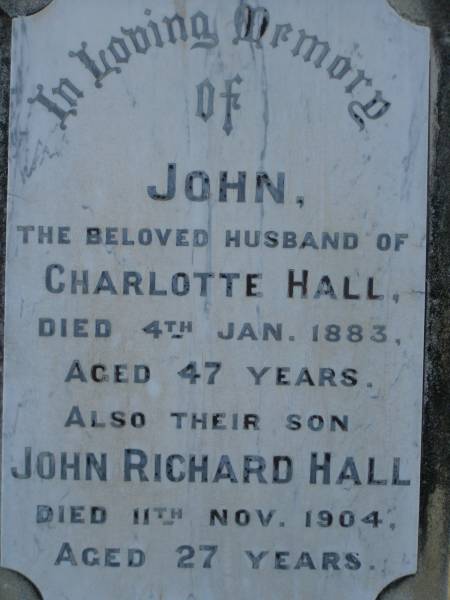 In Loving Memory
Of
JOHN,
THE BELOVED HUSBAND OF
CHARLOTTE HALL,
DIED 4TH JAN. 1883,
AGED 47 YEARS.
ALSO THEIR SON
JOHN RICHARD HALL
DIED 11TH NOV. 1904,
AGED 27 YEARS.